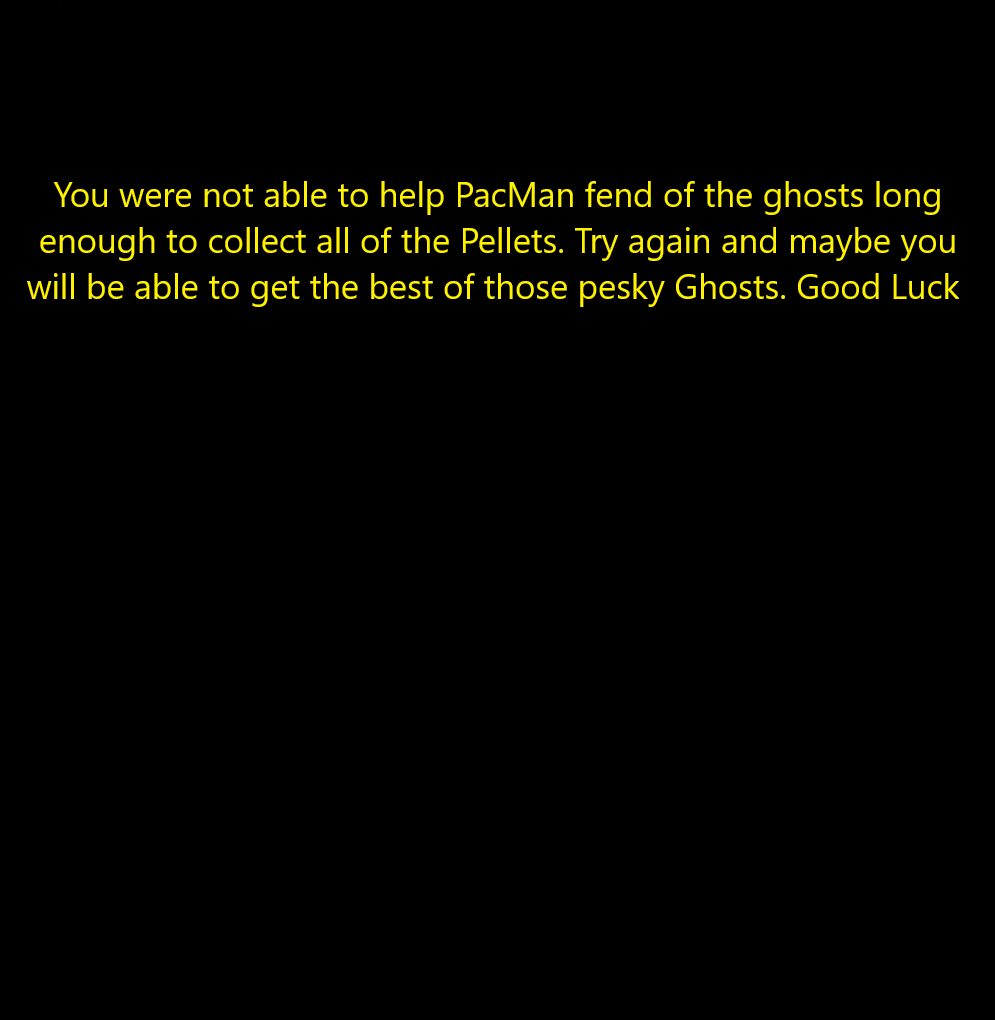 You were not able to help PacMan fend of the ghosts long
enough to collect all of the Pellets. Try again and maybe you
will be able to get the best of those pesky Ghosts. Good Luck